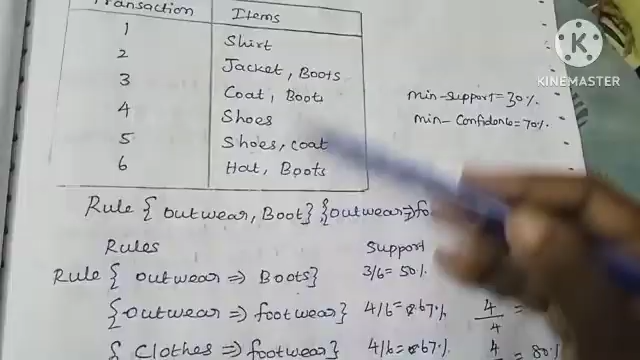 Transaction Items
1 Shirt
2 Jacket, Boots
3 Coat, Boots
4 Shoes
5 Shoes, coat
6 Hat, Boots
min-support=30%.
min-Confidence=70%
KINEMASTER
Rule { outwear, Boot} {outwear=>fo
Rules Support
Rule { outwear => Boots} 3/6=50%.
{outwear => footwear} 4/6=67% 4/4 =
{ Clothes => footwear} 4/6=67% 4 = 80%